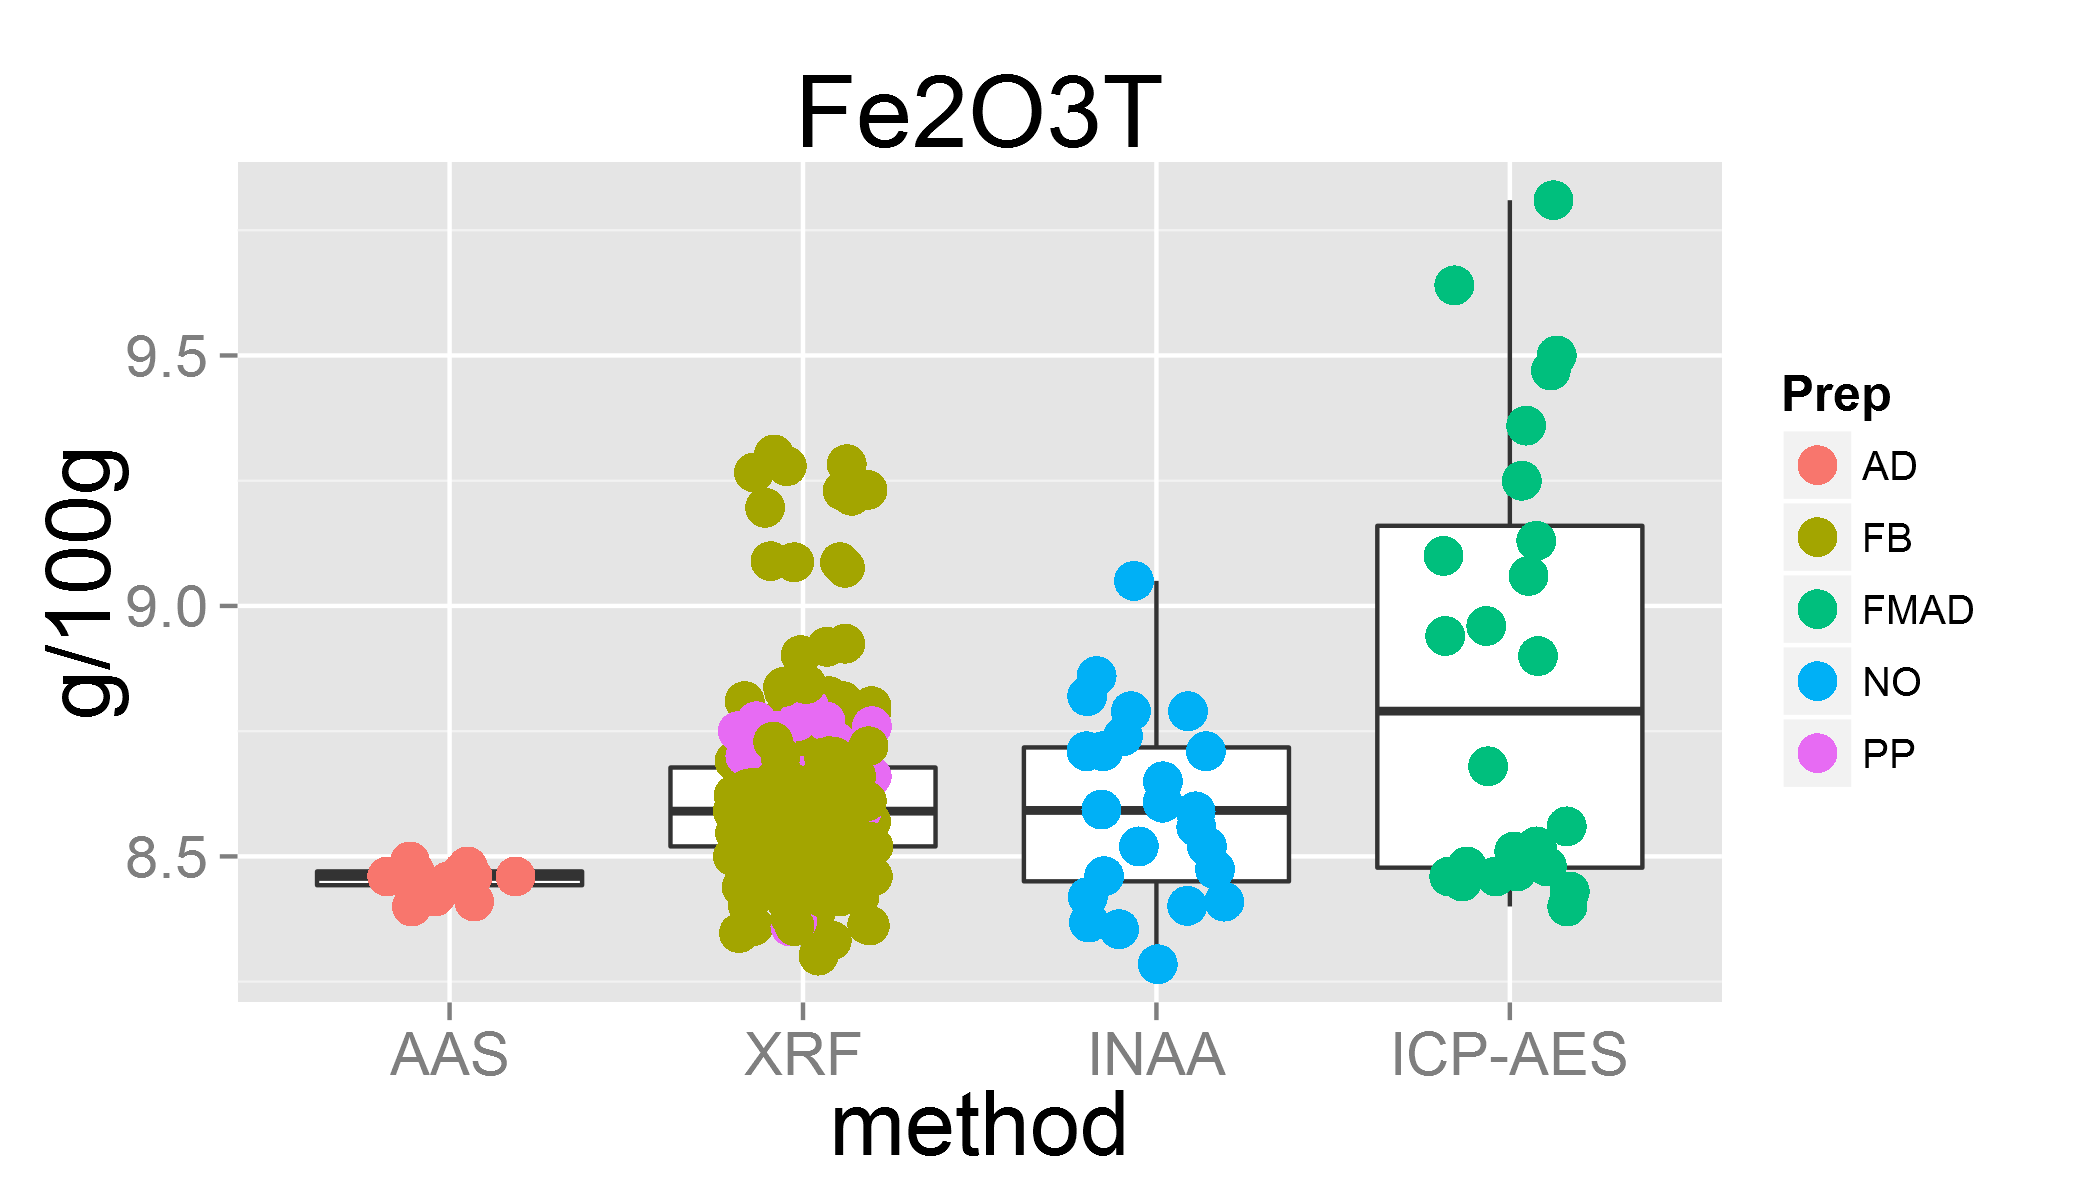 Fe2O3T
g/100g
9.5
9.0
8.5
AAS XRF INAA ICP-AES
method
Prep
AD
FB
FMAD
NO
PP